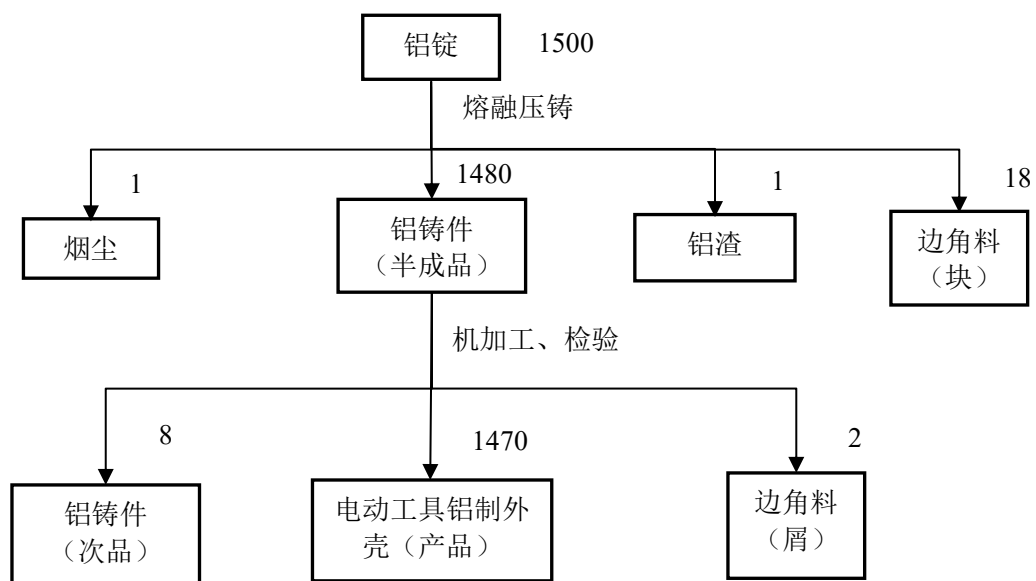 铝锭
1500
熔融压铸
1
1480
1
18
烟尘
铝铸件
（半成品）
铝渣
边角料
（块）
机加工、检验
8
1470
2
铝铸件
（次品）
电动工具铝制外
壳（产品）
边角料
（屑）